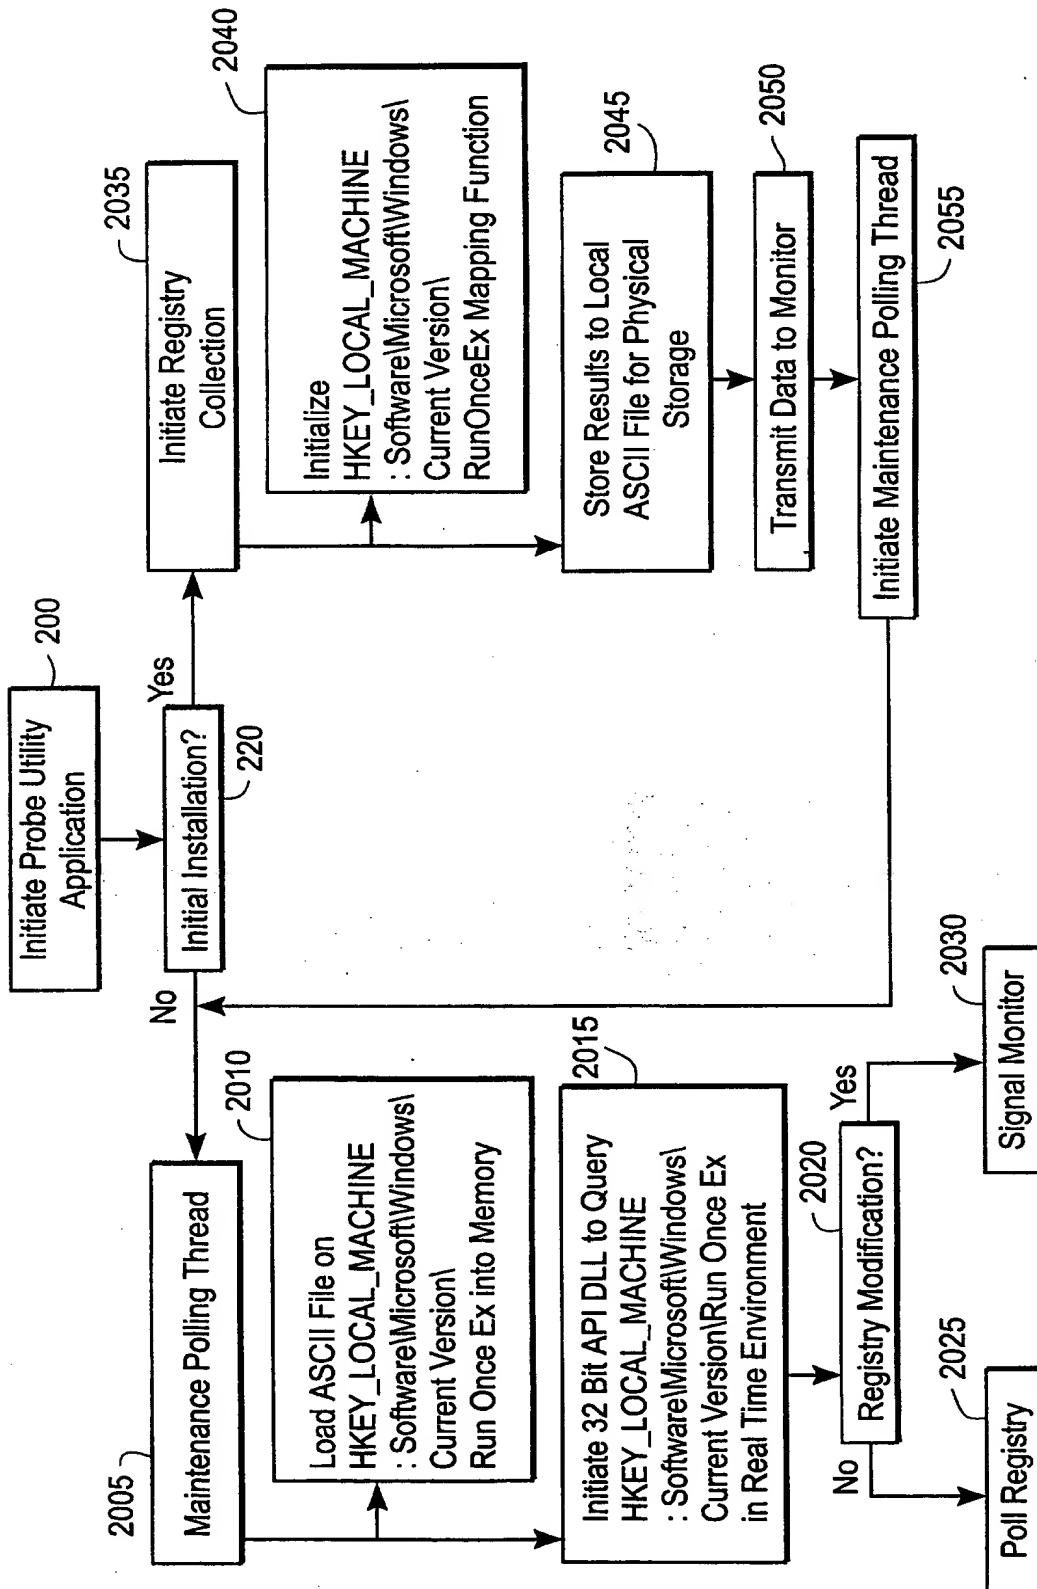 Initiate Probe Utility
Application
200
Initial Installation?
220
No
Yes
2005
Maintenance Polling Thread
2010
Load ASCII File on
HKEY_LOCAL_MACHINE
: Software\Microsoft\Windows\
Current Version\
Run Once Ex into Memory
2015
Initiate 32 Bit API DLL to Query
HKEY_LOCAL_MACHINE
: Software\Microsoft\Windows\
Current Version\Run Once Ex
in Real Time Environment
2020
Registry Modification?
No
Yes
2025
Poll Registry
2030
Signal Monitor
2035
Initiate Registry
Collection
2040
Initialize
HKEY_LOCAL_MACHINE
: Software\Microsoft\Windows\
Current Version\
RunOnceEx Mapping Function
2045
Store Results to Local
ASCII File for Physical
Storage
2050
Transmit Data to Monitor
2055
Initiate Maintenance Polling Thread